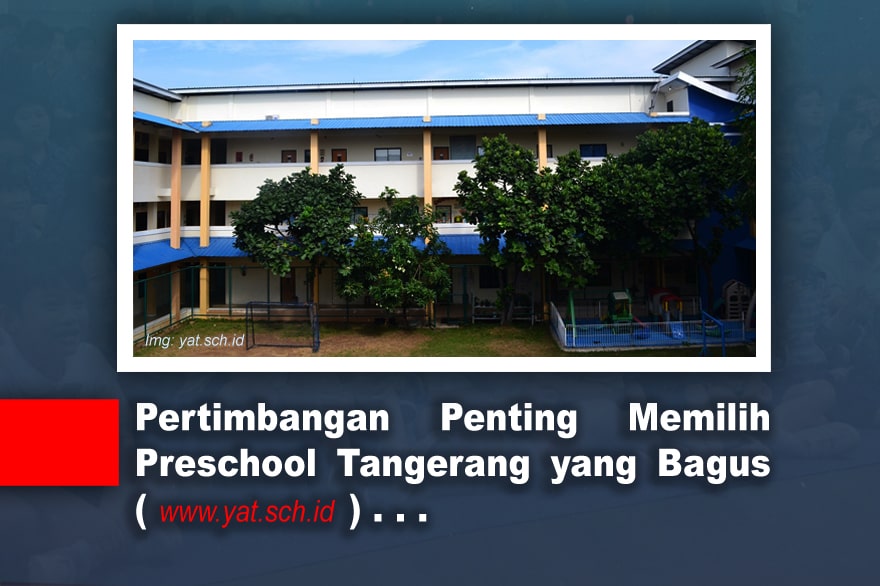 Img: yat.sch.id
Pertimbangan Penting Memilih
Preschool Tangerang yang Bagus
( www.yat.sch.id ) . . .